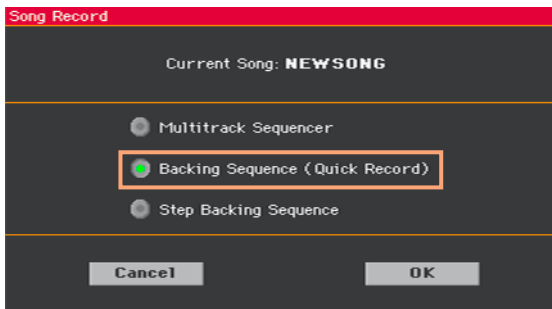 Song Record
Current Song: NEWSONG
Multitrack Sequencer
Backing Sequence (Quick Record)
Step Backing Sequence
Cancel OK